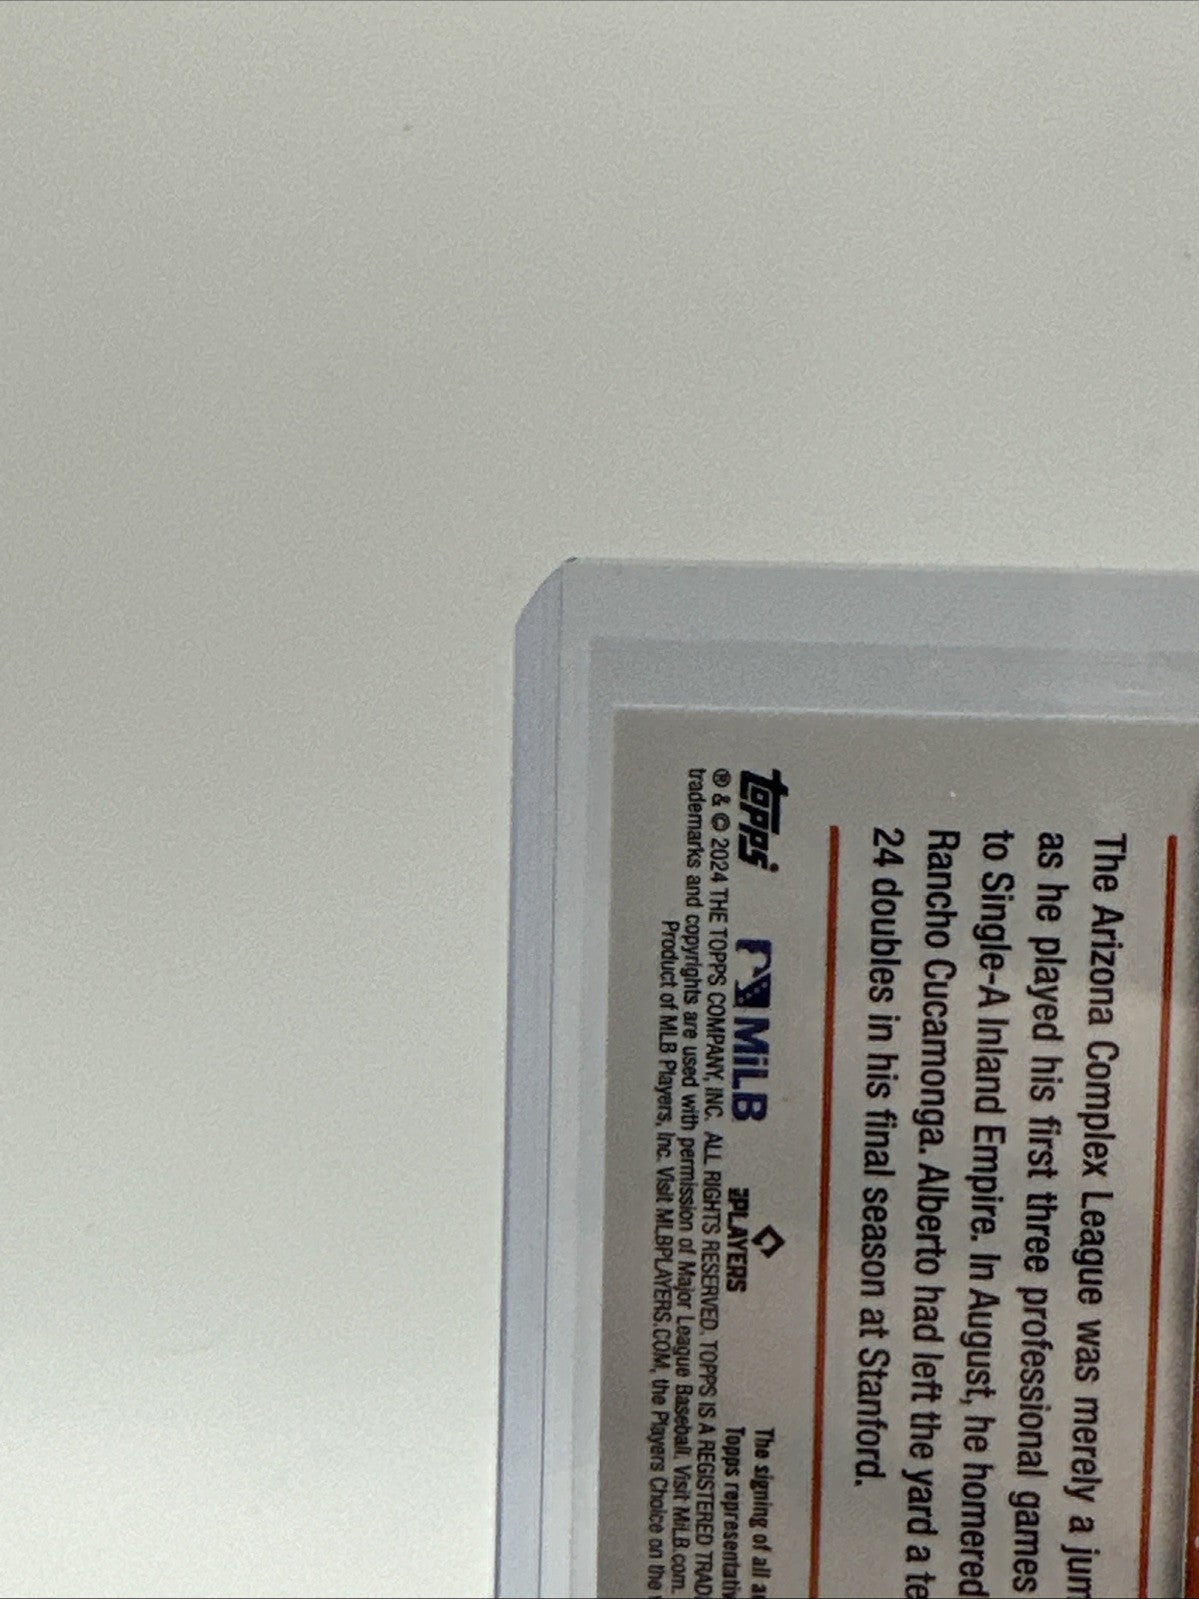 The Arizona Complex League was merely a jum
as he played his first three professional games
to Single-A Inland Empire. In August, he homered
Rancho Cucamonga. Alberto had left the yard a te
24 doubles in his final season at Stanford.
topps MiLB PLAYERS
The signing of all au
Topps representativ
® & © 2024 THE TOPPS COMPANY, INC. ALL RIGHTS RESERVED. TOPPS IS A REGISTERED TRAD
trademarks and copyrights are used with permission of Major League Baseball. Visit MiLB.com.
Product of MLB Players, Inc. Visit MLBPLAYERS.COM, the Players Choice on the